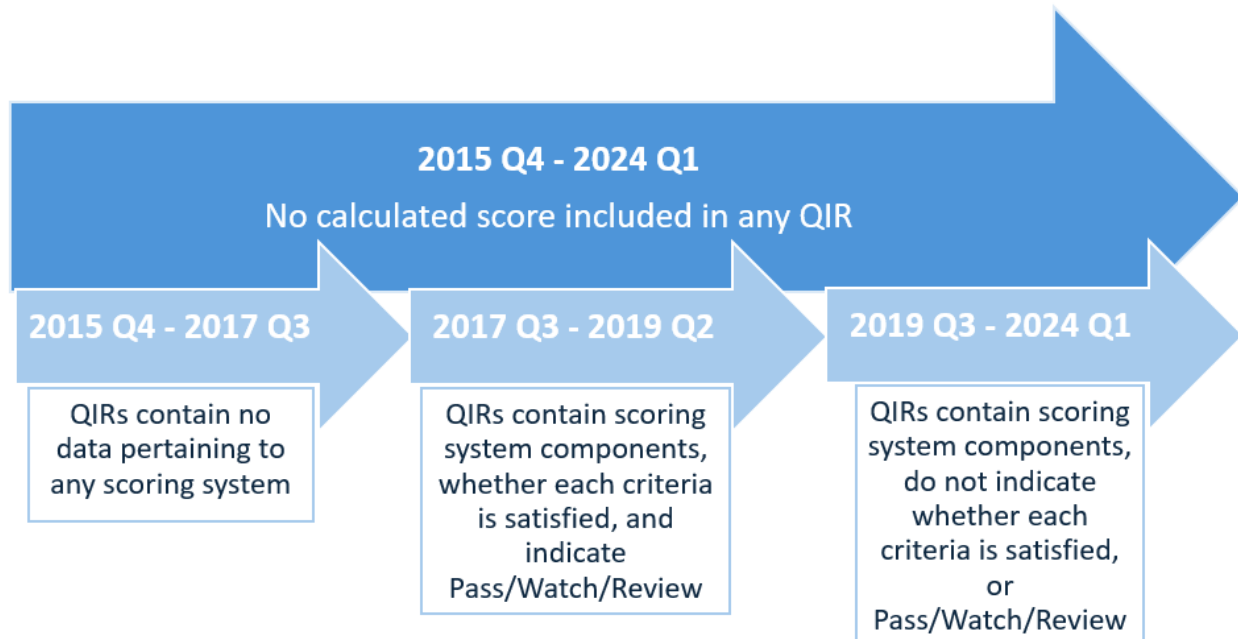 2015 Q4 - 2024 Q1
No calculated score included in any QIR
2015 Q4 - 2017 Q3
QIRs contain no
data pertaining to
any scoring system
2017 Q3 - 2019 Q2
QIRs contain scoring
system components,
whether each criteria
is satisfied, and
indicate
Pass/Watch/Review
2019 Q3 - 2024 Q1
QIRs contain scoring
system components,
do not indicate
whether each
criteria is satisfied,
or
Pass/Watch/Review